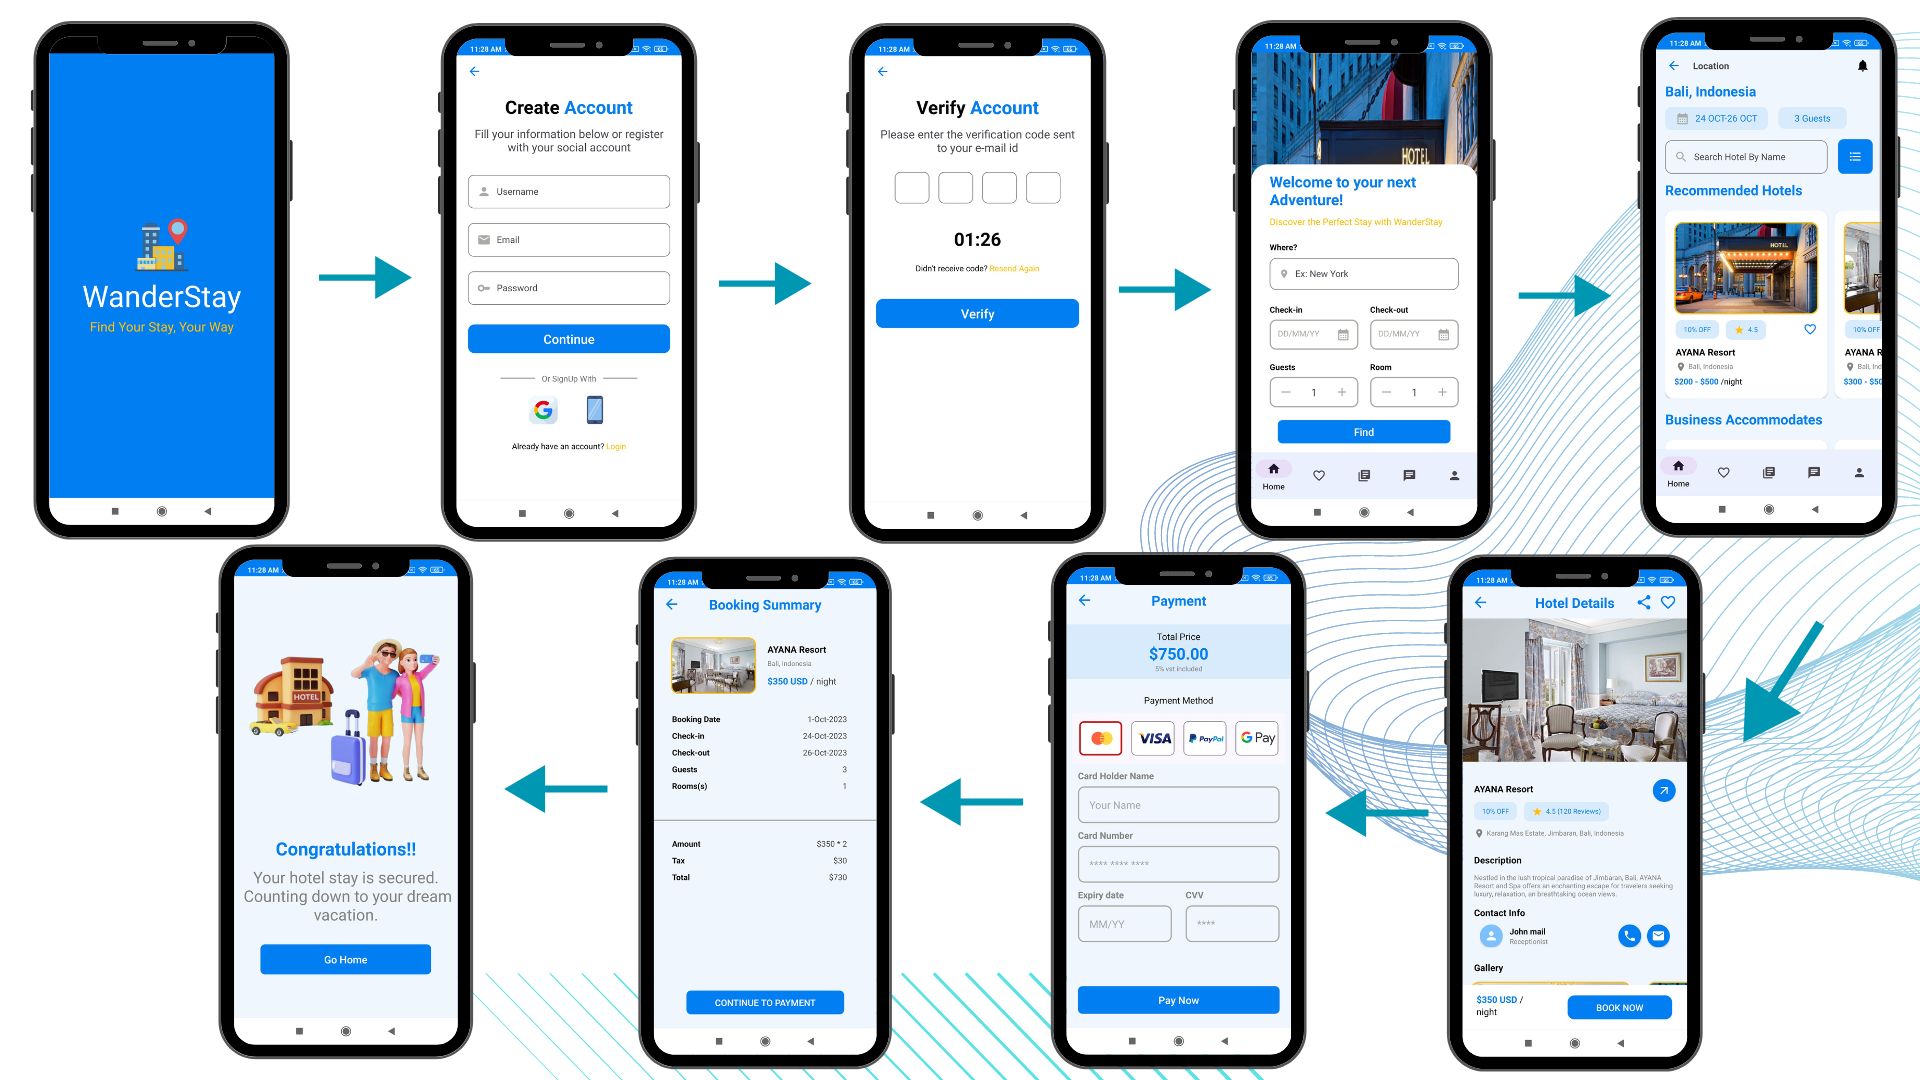 WanderStay
Find Your Stay, Your Way
11:28 AM
Create Account
Fill your information below or register
with your social account
Username
Email
Password
Continue
Or SignUp With
Already have an account? Login
11:28 AM
Verify Account
Please enter the verification code sent
to your e-mail id
01:26
Didn't receive code? Resend Again
Verify
11:28 AM
HOTEL
Welcome to your next
Adventure!
Discover the Perfect Stay with WanderStay
Where?
Ex: New York
Check-in Check-out
DD/MM/YY DD/MM/YY
Guests Room
1 1
Find
Home
11:28 AM
Location
Bali, Indonesia
24 OCT-26 OCT 3 Guests
Search Hotel By Name
Recommended Hotels
HOTEL
10% OFF 4.5 10% OFF
AYANA Resort AYANA R
Bali, Indonesia Bali, Ind
$200 - $500 /night $300 - $50
Business Accommodates
Home
11:28 AM
HOTEL
Congratulations!!
Your hotel stay is secured.
Counting down to your dream
vacation.
Go Home
11:28 AM
Booking Summary
AYANA Resort
Bali, Indonesia
$350 USD / night
Booking Date 1-Oct-2023
Check-in 24-Oct-2023
Check-out 26-Oct-2023
Guests 3
Rooms(s) 1
Amount $350 * 2
Tax $30
Total $730
CONTINUE TO PAYMENT
11:28 AM
Payment
Total Price
$750.00
5% vat included
Payment Method
VISA PayPal G Pay
Card Holder Name
Your Name
Card Number
**** **** ****
Expiry date CVV
MM/YY ****
Pay Now
11:28 AM
Hotel Details
AYANA Resort
10% OFF 4.5 (120 Reviews)
Karang Mas Estate, Jimbaran, Bali, Indonesia
Description
Nestled in the lush tropical paradise of Jimbaran, Bali, AYANA
Resort and Spa offers an enchanting escape for travelers seeking
luxury, relaxation, an breathtaking ocean views.
Contact Info
John mail
Receptionist
Gallery
$350 USD /
night
BOOK NOW